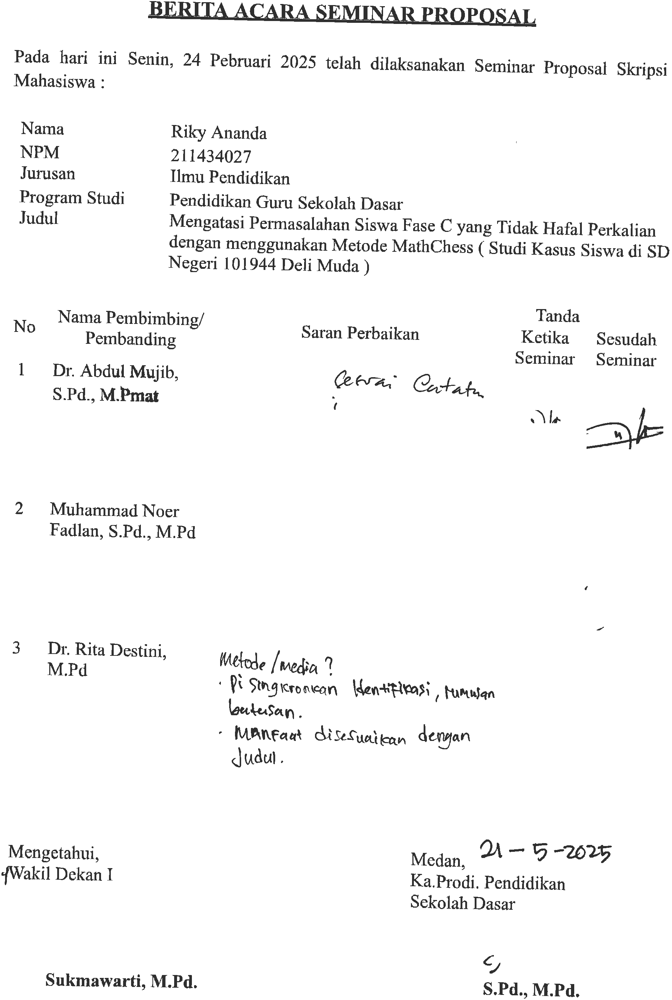 BERITA ACARA SEMINAR PROPOSAL
Pada hari ini Senin, 24 Pebruari 2025 telah dilaksanakan Seminar Proposal Skripsi
Mahasiswa :
Nama Riky Ananda
NPM 211434027
Jurusan Ilmu Pendidikan
Program Studi Pendidikan Guru Sekolah Dasar
Judul Mengatasi Permasalahan Siswa Fase C yang Tidak Hafal Perkalian
dengan menggunakan Metode MathChess ( Studi Kasus Siswa di SD
Negeri 101944 Deli Muda )
No Nama Pembimbing/ Pembanding Saran Perbaikan Tanda
Ketika Seminar Sesudah Seminar
1 Dr. Abdul Mujib,
S.Pd., M.Pmat
Sesuai Catatan
2 Muhammad Noer
Fadlan, S.Pd., M.Pd
3 Dr. Rita Destini,
M.Pd
Metode/media?
· Di singkronkan Identifikasi, rumusan
batasan.
· Manfaat disesuaikan dengan
Judul.
Mengetahui,
Wakil Dekan I
Medan, 21-5-2025
Ka.Prodi. Pendidikan
Sekolah Dasar
Sukmawarti, M.Pd.
S.Pd., M.Pd.